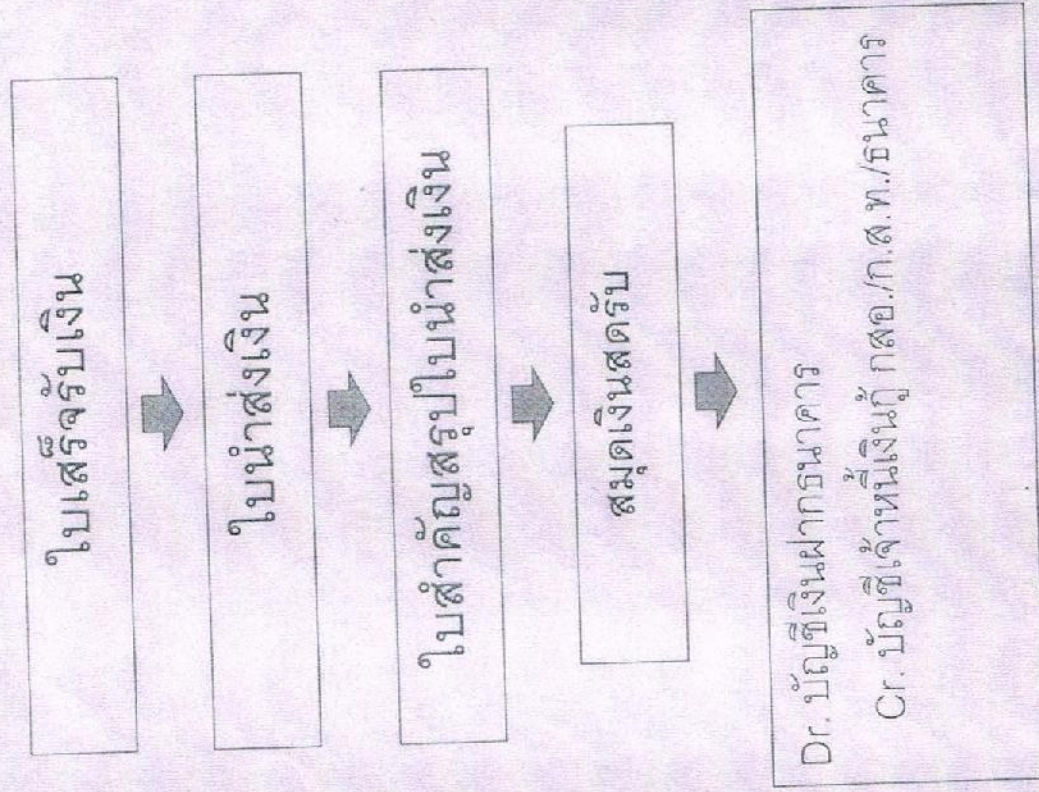 ใบเสร็จรับเงิน
ใบนำส่งเงิน
ใบสำคัญสรุปใบนำส่งเงิน
สมุดเงินสดรับ
Dr. บัญชีเงินฝากธนาคาร
Cr. บัญชีเจ้าหนี้เงินกู้ กสอ./ก.ส.ท./ธนาคาร